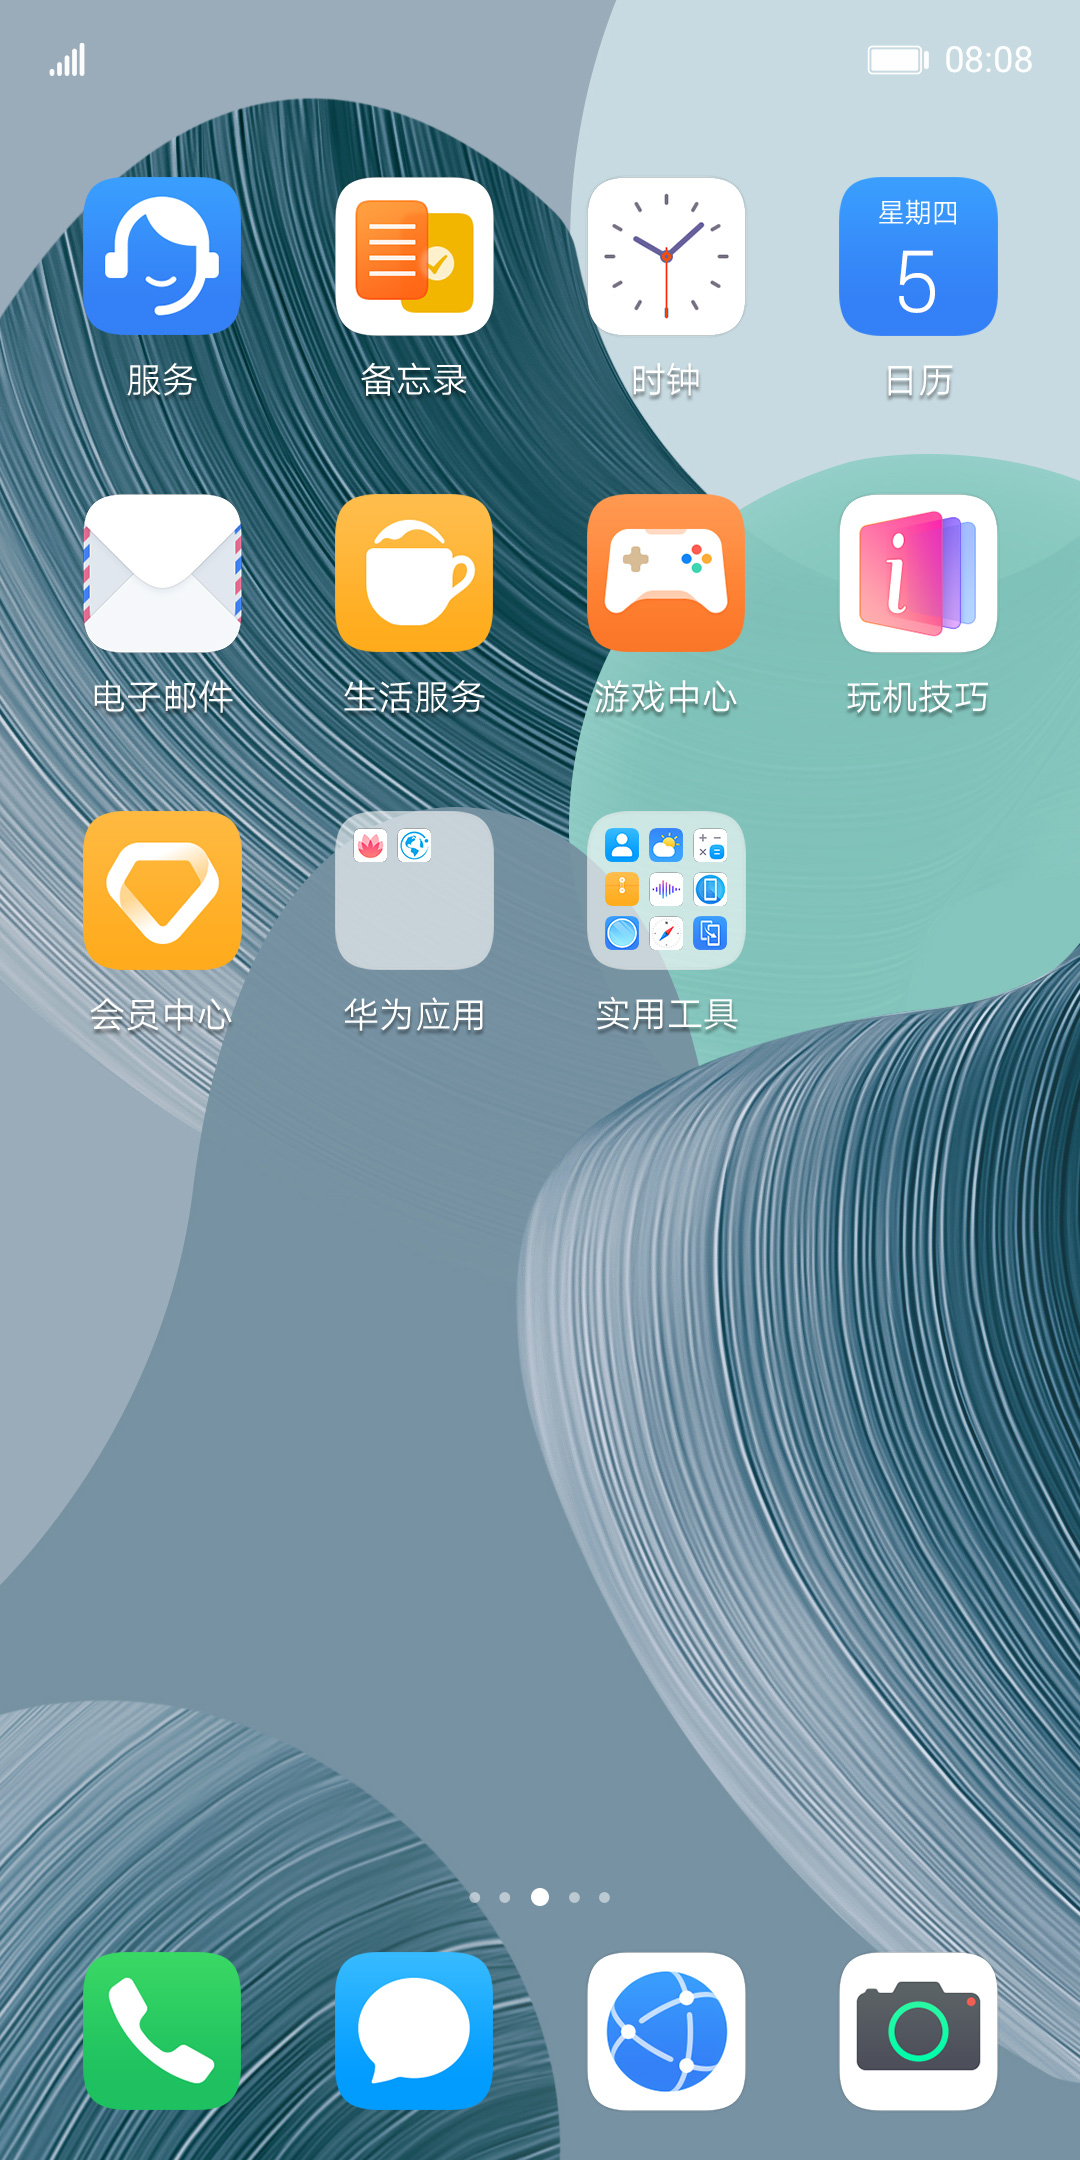 08:08
星期四
5
服务
备忘录
时钟
日历
i
电子邮件
生活服务
游戏中心
玩机技巧
会员中心
华为应用
实用工具